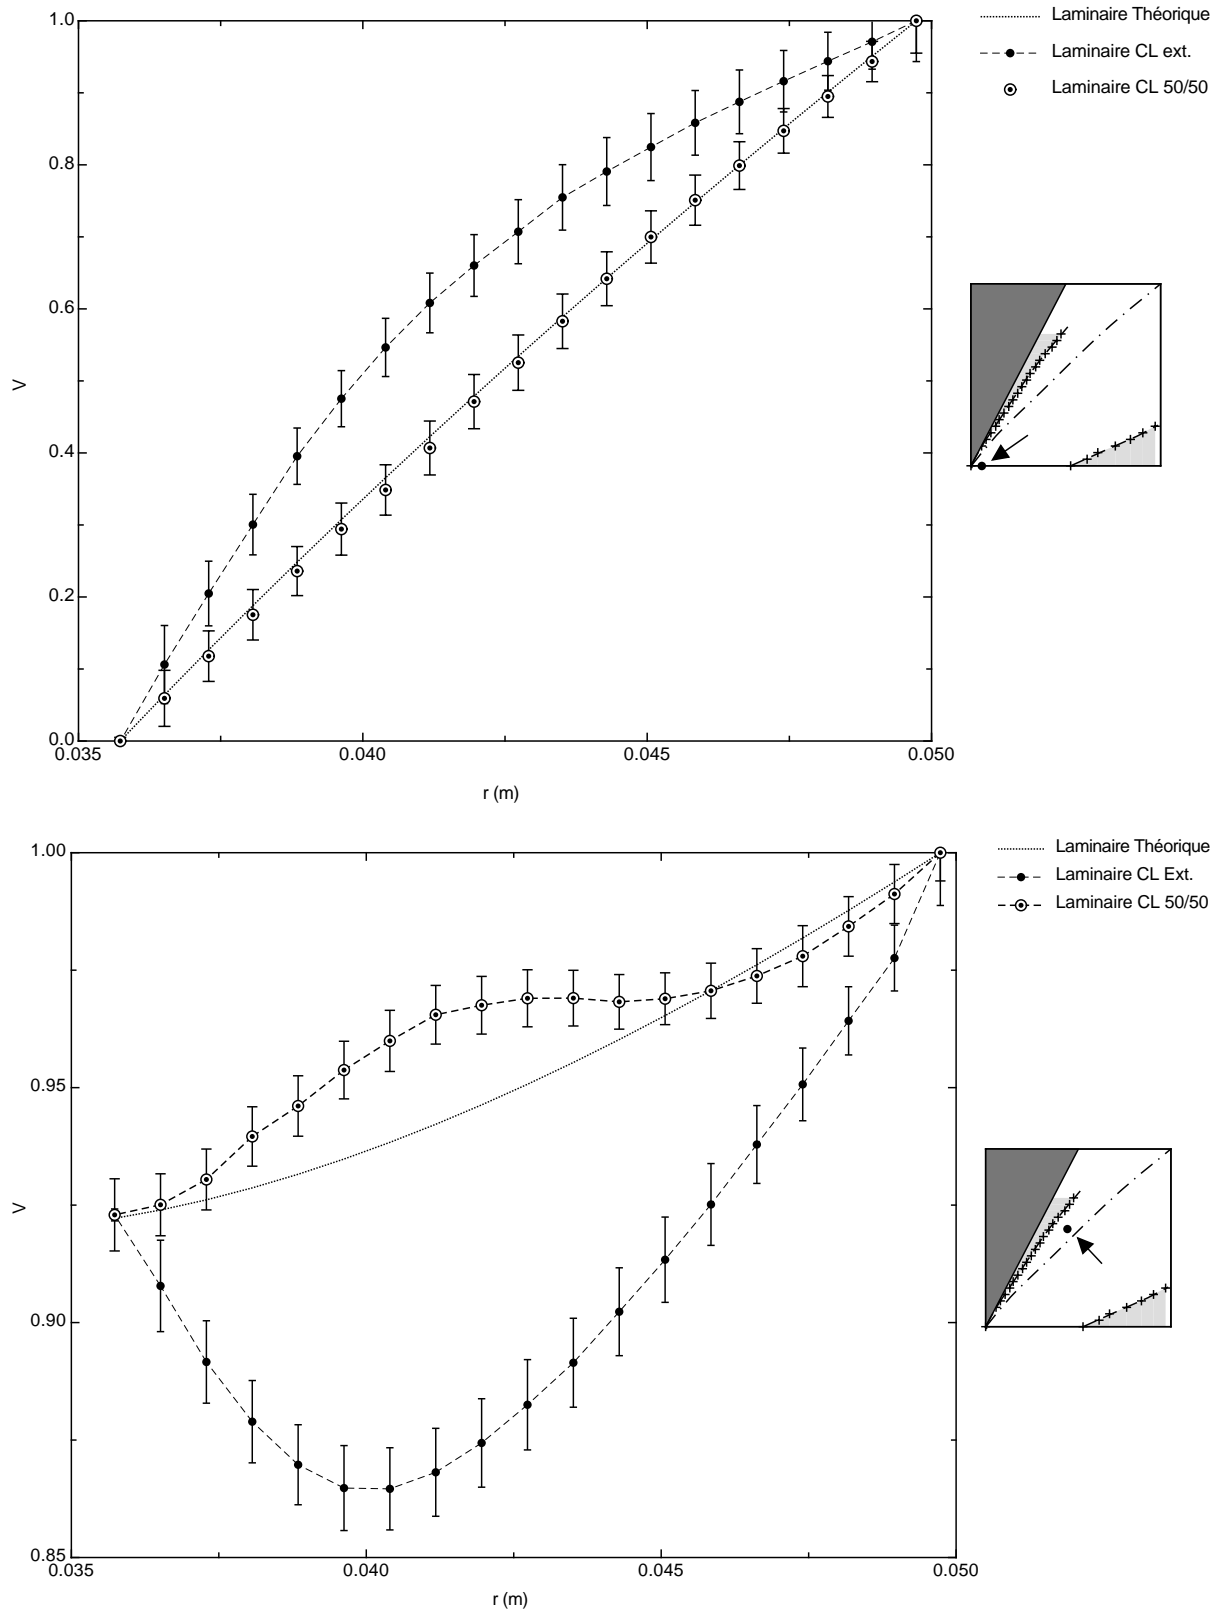 1.0
0.8
0.6
0.4
0.2
0.0
V
0.035
0.040
0.045
0.050
r (m)
Laminaire Théorique
Laminaire CL ext.
Laminaire CL 50/50
1.00
0.95
0.90
0.85
V
0.035
0.040
0.045
0.050
r (m)
Laminaire Théorique
Laminaire CL Ext.
Laminaire CL 50/50